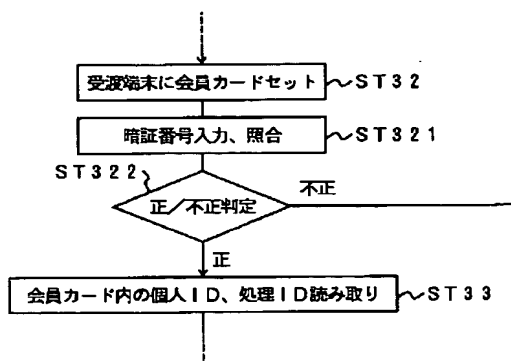 受渡端末に会員カードセット ST32
暗証番号入力、照合 ST321
ST322
不正
正/不正判定
正
会員カード内の個人ID、処理ID読み取り ST33